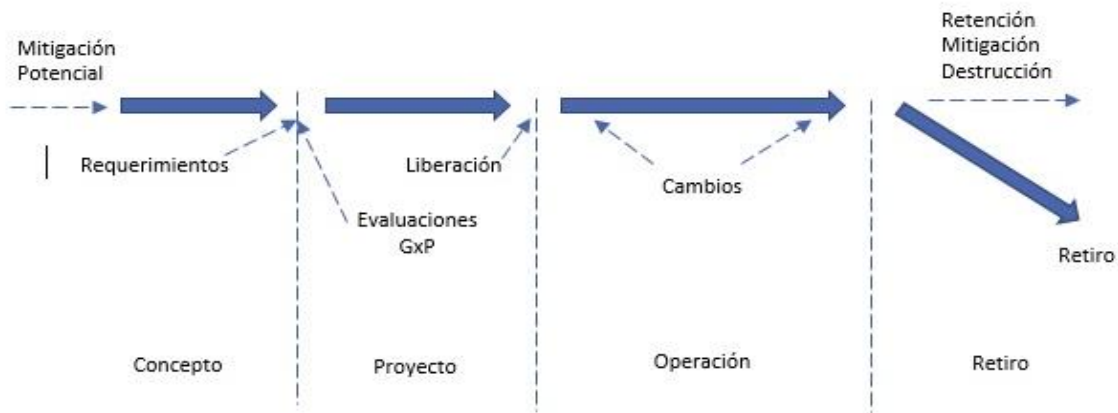 Mitigación
Potencial
Retención
Mitigación
Destrucción
Requerimientos
Liberación
Cambios
Evaluaciones
GxP
Retiro
Concepto
Proyecto
Operación
Retiro